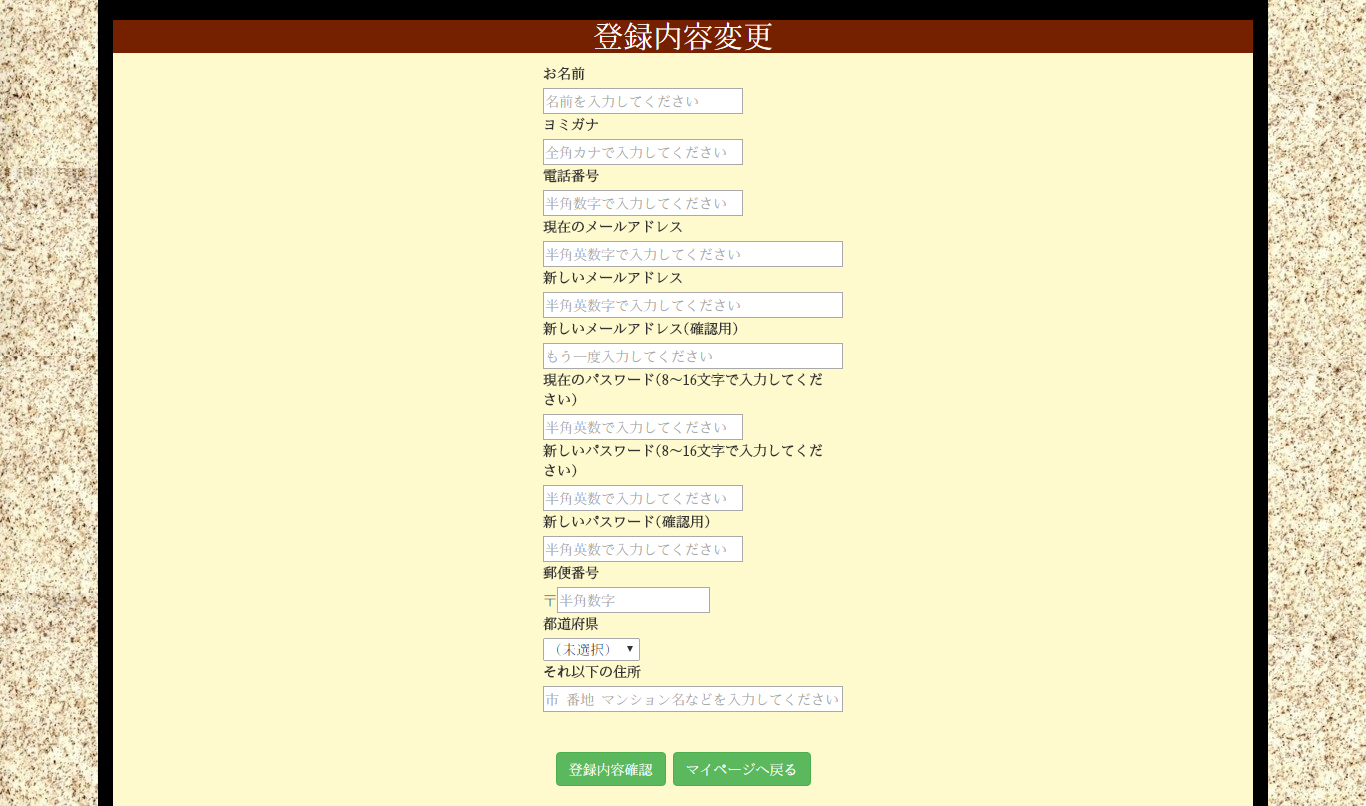 登録内容変更
お名前
名前を入力してください
ヨミガナ
全角カナで入力してください
電話番号
半角数字で入力してください
現在のメールアドレス
半角英数字で入力してください
新しいメールアドレス
半角英数字で入力してください
新しいメールアドレス(確認用)
もう一度入力してください
現在のパスワード(8〜16文字で入力してくだ
さい)
半角英数で入力してください
新しいパスワード(8〜16文字で入力してくだ
さい)
半角英数で入力してください
新しいパスワード(確認用)
半角英数で入力してください
郵便番号
〒半角数字
都道府県
(未選択)
それ以下の住所
市 番地 マンション名などを入力してください
登録内容確認 マイページへ戻る